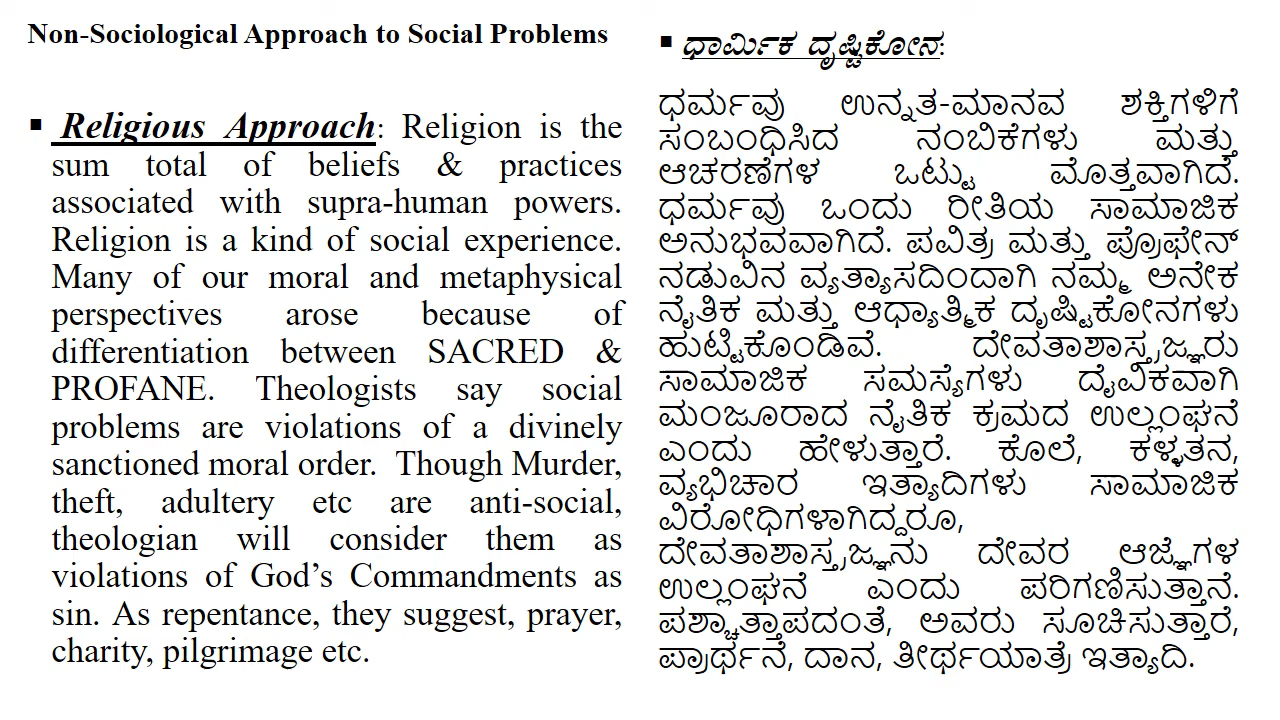 Non-Sociological Approach to Social Problems
▪ Religious Approach: Religion is the
sum total of beliefs & practices
associated with supra-human powers.
Religion is a kind of social experience.
Many of our moral and metaphysical
perspectives arose because of
differentiation between SACRED &
PROFANE. Theologists say social
problems are violations of a divinely
sanctioned moral order. Though Murder,
theft, adultery etc are anti-social,
theologian will consider them as
violations of God’s Commandments as
sin. As repentance, they suggest, prayer,
charity, pilgrimage etc.
▪ ಧಾರ್ಮಿಕ ದೃಷ್ಟಿಕೋನ:
ಧರ್ಮವು ಉನ್ನತ-ಮಾನವ ಶಕ್ತಿಗಳಿಗೆ
ಸಂಬಂಧಿಸಿದ ನಂಬಿಕೆಗಳು ಮತ್ತು
ಆಚರಣೆಗಳ ಒಟ್ಟು ಮೊತ್ತವಾಗಿದೆ.
ಧರ್ಮವು ಒಂದು ರೀತಿಯ ಸಾಮಾಜಿಕ
ಅನುಭವವಾಗಿದೆ. ಪವಿತ್ರ ಮತ್ತು ಪ್ರೊಫೇನ್
ನಡುವಿನ ವ್ಯತ್ಯಾಸದಿಂದಾಗಿ ನಮ್ಮ ಅನೇಕ
ನೈತಿಕ ಮತ್ತು ಆಧ್ಯಾತ್ಮಿಕ ದೃಷ್ಟಿಕೋನಗಳು
ಹುಟ್ಟಿಕೊಂಡಿವೆ. ದೇವತಾಶಾಸ್ತ್ರಜ್ಞರು
ಸಾಮಾಜಿಕ ಸಮಸ್ಯೆಗಳು ದೈವಿಕವಾಗಿ
ಮಂಜೂರಾದ ನೈತಿಕ ಕ್ರಮದ ಉಲ್ಲಂಘನೆ
ಎಂದು ಹೇಳುತ್ತಾರೆ. ಕೊಲೆ, ಕಳ್ಳತನ,
ವ್ಯಭಿಚಾರ ಇತ್ಯಾದಿಗಳು ಸಾಮಾಜಿಕ
ವಿರೋಧಿಗಳಾಗಿದ್ದರೂ,
ದೇವತಾಶಾಸ್ತ್ರಜ್ಞನು ದೇವರ ಆಜ್ಞೆಗಳ
ಉಲ್ಲಂಘನೆ ಎಂದು ಪರಿಗಣಿಸುತ್ತಾನೆ.
ಪಶ್ಚಾತ್ತಾಪದಂತೆ, ಅವರು ಸೂಚಿಸುತ್ತಾರೆ,
ಪ್ರಾರ್ಥನೆ, ದಾನ, ತೀರ್ಥಯಾತ್ರೆ ಇತ್ಯಾದಿ.